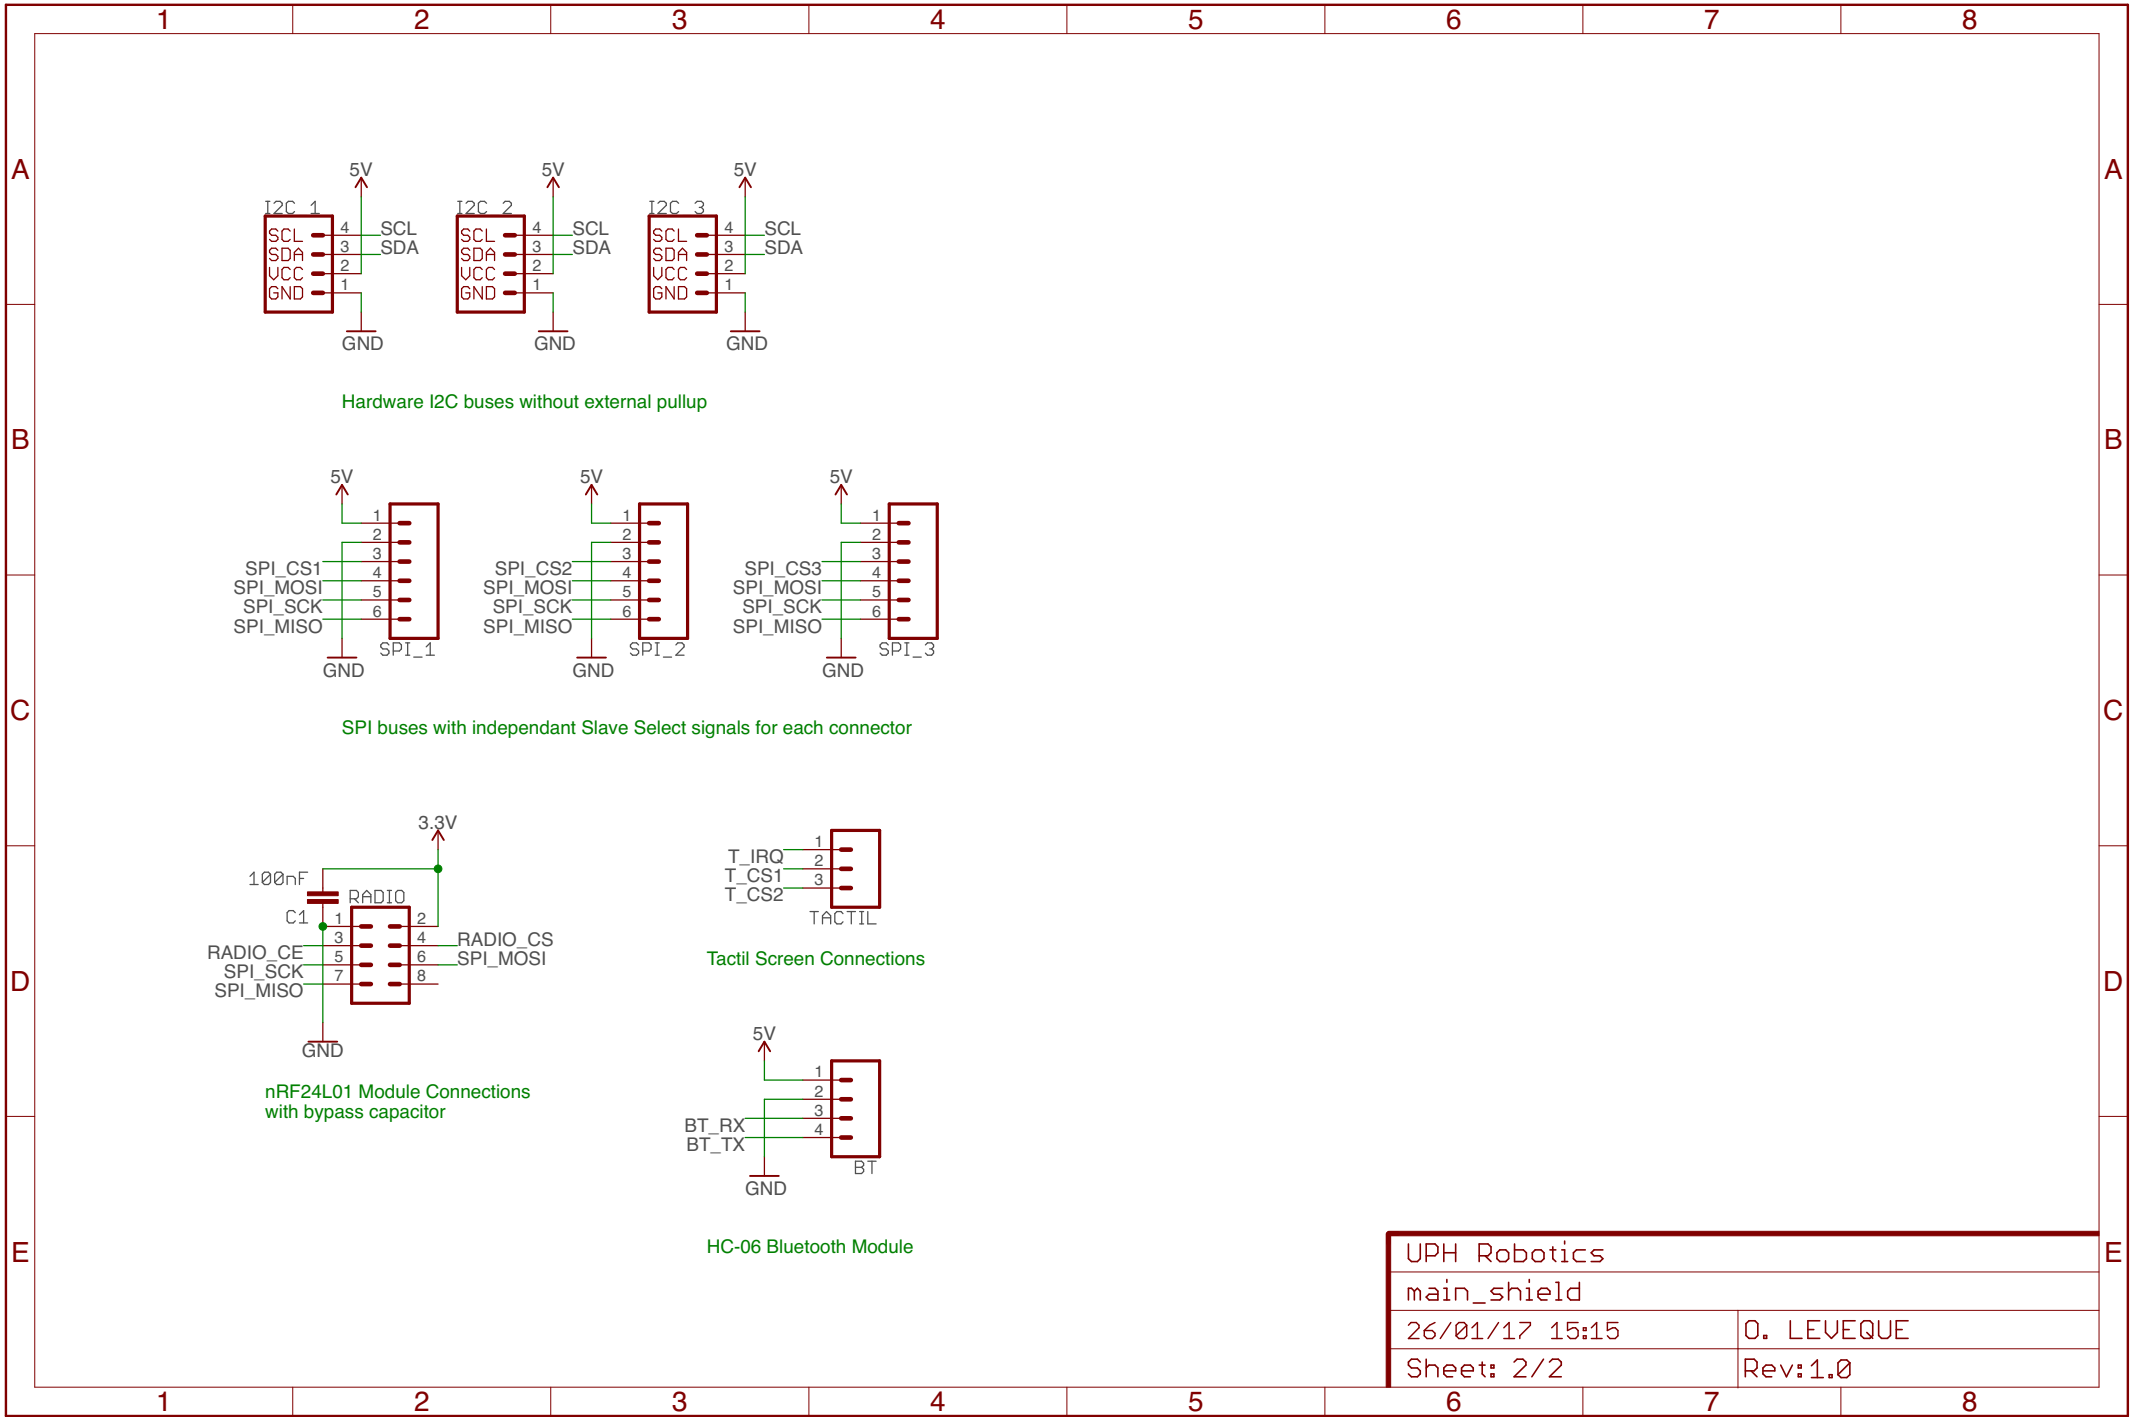 1 2 3 4 5 6 7 8
A A
5V 5V 5V
I2C 1 I2C 2 I2C 3
SCL 4 SCL SCL 4 SCL SCL 4 SCL
SDA 3 SDA SDA 3 SDA SDA 3 SDA
VCC 2 VCC 2 VCC 2
GND 1 GND 1 GND 1
GND GND GND
Hardware I2C buses without external pullup
B B
5V 5V 5V
1 1 1
2 2 2
SPI_CS1 3 SPI_CS2 3 SPI_CS3 3
SPI_MOSI 4 SPI_MOSI 4 SPI_MOSI 4
SPI_SCK 5 SPI_SCK 5 SPI_SCK 5
SPI_MISO 6 SPI_MISO 6 SPI_MISO 6
SPI_1 SPI_2 SPI_3
GND GND GND
C C
SPI buses with independant Slave Select signals for each connector
3.3V
100nF RADIO
C1 1 2
3 4 RADIO_CS
RADIO_CE 5 6 SPI_MOSI
SPI_SCK 7 8
SPI_MISO
GND
nRF24L01 Module Connections
with bypass capacitor
T_IRQ 1
T_CS1 2
T_CS2 3
TACTIL
Tactil Screen Connections
D D
5V
1
2
BT_RX 3
BT_TX 4
BT
GND
HC-06 Bluetooth Module
E E
UPH Robotics
main_shield
26/01/17 15:15 O. LEVEQUE
Sheet: 2/2 Rev:1.0
1 2 3 4 5 6 7 8